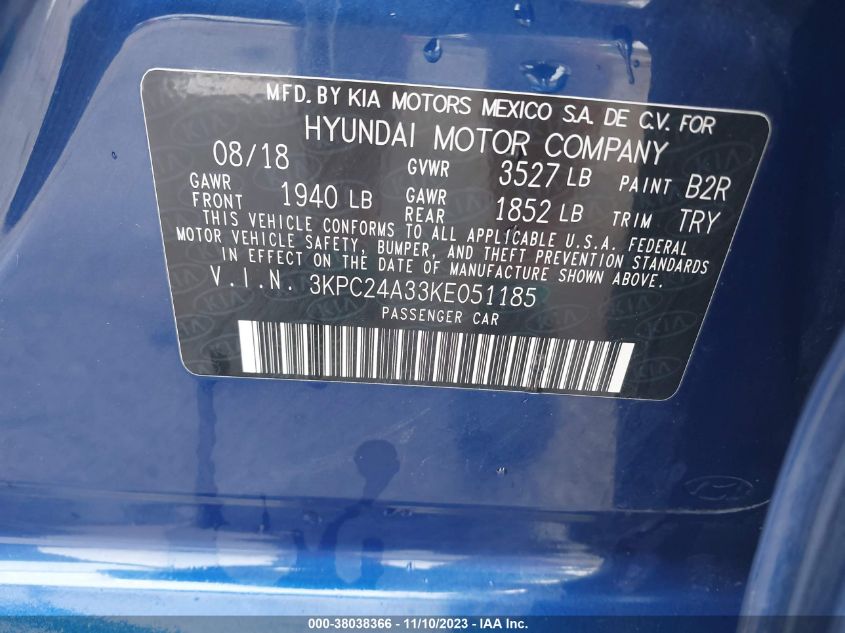 MFD. BY KIA MOTORS MEXICO S.A. DE C.V. FOR
HYUNDAI MOTOR COMPANY
08/18 GVWR 3527 LB PAINT B2R
GAWR FRONT 1940 LB GAWR REAR 1852 LB TRIM TRY
THIS VEHICLE CONFORMS TO ALL APPLICABLE U.S.A. FEDERAL
MOTOR VEHICLE SAFETY, BUMPER, AND THEFT PREVENTION STANDARDS
IN EFFECT ON THE DATE OF MANUFACTURE SHOWN ABOVE.
V.I.N. 3KPC24A33KE051185
PASSENGER CAR
000-38038366 - 11/10/2023 - IAA Inc.